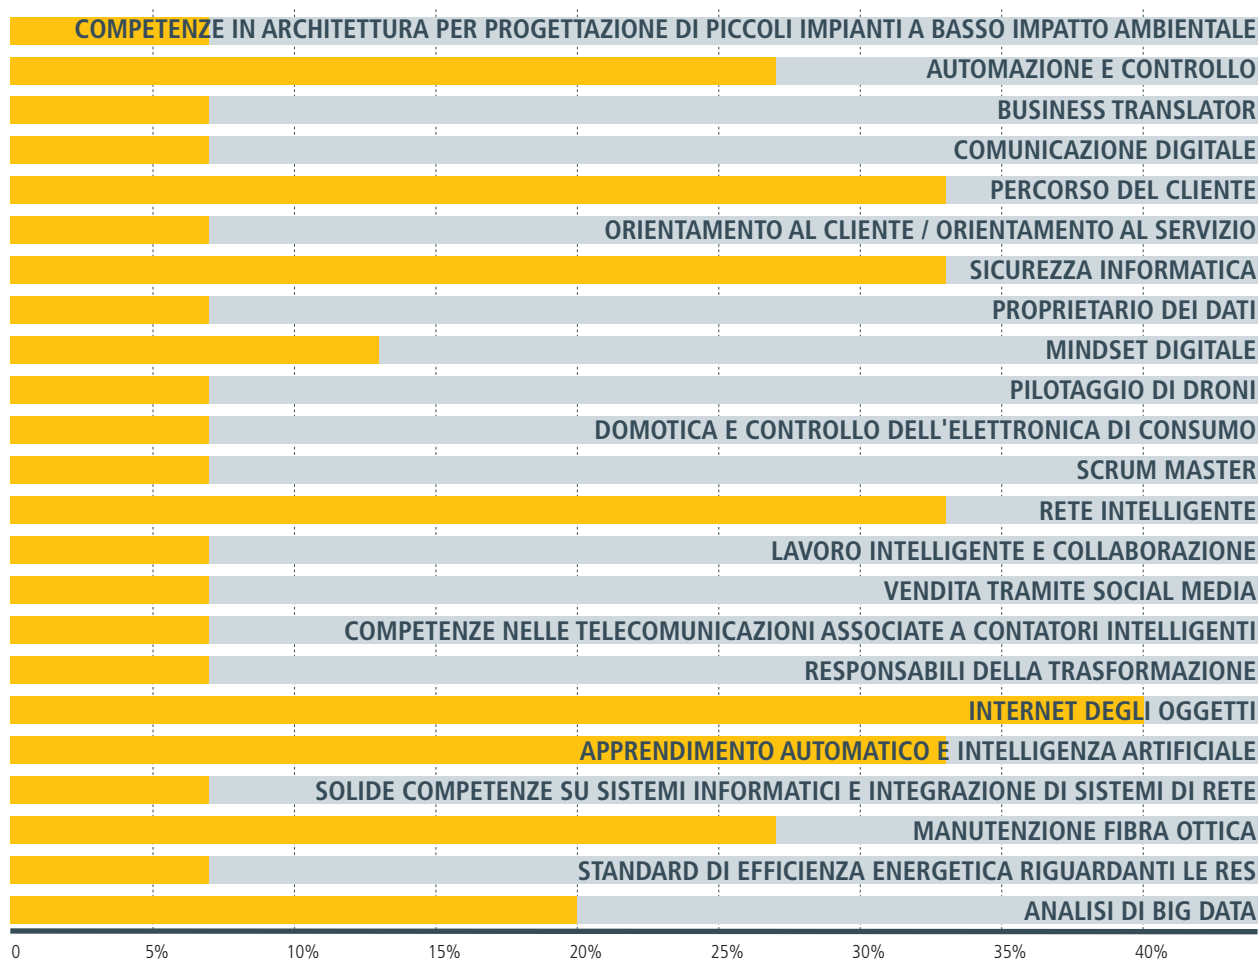 COMPETENZE IN ARCHITETTURA PER PROGETTAZIONE DI PICCOLI IMPIANTI A BASSO IMPATTO AMBIENTALE
AUTOMAZIONE E CONTROLLO
BUSINESS TRANSLATOR
COMUNICAZIONE DIGITALE
PERCORSO DEL CLIENTE
ORIENTAMENTO AL CLIENTE / ORIENTAMENTO AL SERVIZIO
SICUREZZA INFORMATICA
PROPRIETARIO DEI DATI
MINDSET DIGITALE
PILOTAGGIO DI DRONI
DOMOTICA E CONTROLLO DELL'ELETTRONICA DI CONSUMO
SCRUM MASTER
RETE INTELLIGENTE
LAVORO INTELLIGENTE E COLLABORAZIONE
VENDITA TRAMITE SOCIAL MEDIA
COMPETENZE NELLE TELECOMUNICAZIONI ASSOCIATE A CONTATORI INTELLIGENTI
RESPONSABILI DELLA TRASFORMAZIONE
INTERNET DEGLI OGGETTI
APPRENDIMENTO AUTOMATICO E INTELLIGENZA ARTIFICIALE
SOLIDE COMPETENZE SU SISTEMI INFORMATICI E INTEGRAZIONE DI SISTEMI DI RETE
MANUTENZIONE FIBRA OTTICA
STANDARD DI EFFICIENZA ENERGETICA RIGUARDANTI LE RES
ANALISI DI BIG DATA
0 5% 10% 15% 20% 25% 30% 35% 40%